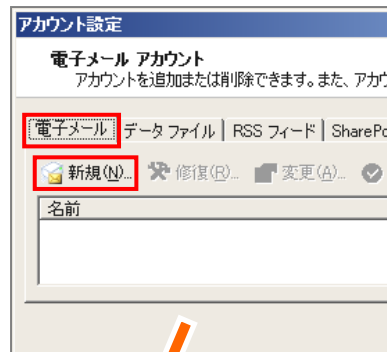 アカウント設定
電子メール アカウント
アカウントを追加または削除できます。また、アカウ
電子メール データ ファイル RSS フィード SharePo
新規(N)... 修復(R)... 変更(A)...
名前